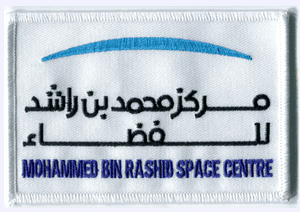 مركز محمد بن راشد
للفضاء
MOHAMMED BIN RASHID SPACE CENTRE